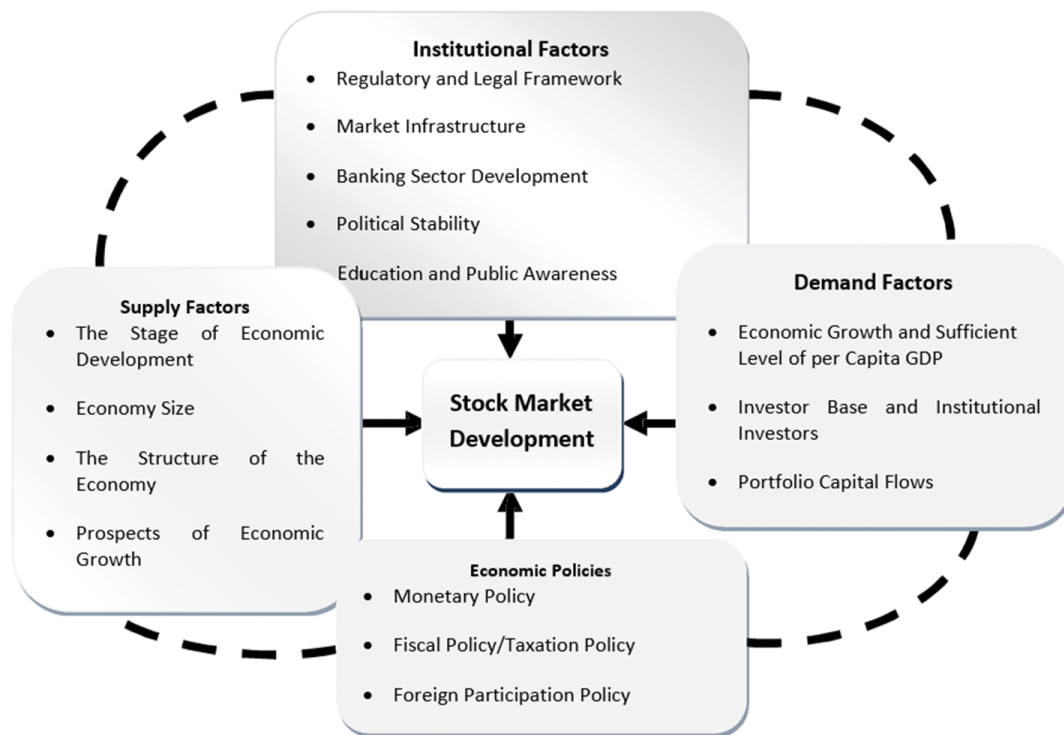 Institutional Factors
• Regulatory and Legal Framework
• Market Infrastructure
• Banking Sector Development
• Political Stability
Education and Public Awareness
Supply Factors
• The Stage of Economic
Development
• Economy Size
• The Structure of the
Economy
• Prospects of Economic
Growth
Stock Market
Development
Demand Factors
• Economic Growth and Sufficient
Level of per Capita GDP
• Investor Base and Institutional
Investors
• Portfolio Capital Flows
Economic Policies
• Monetary Policy
• Fiscal Policy/Taxation Policy
• Foreign Participation Policy